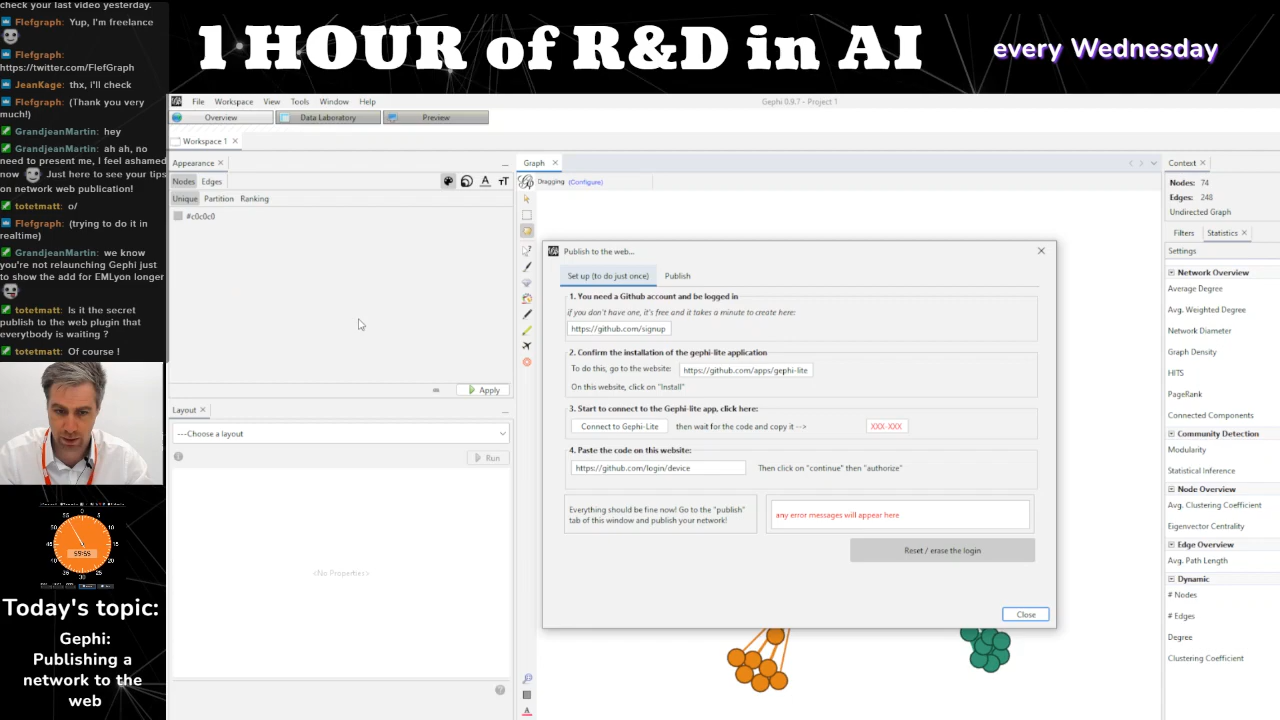 check your last video yesterday.
Flefgraph: Yup, I'm freelance
Flefgraph:
https://twitter.com/FlefGraph
JeanKage: thx, i'll check
Flefgraph: (Thank you very
much!)
GrandjeanMartin: hey
GrandjeanMartin: ah ah, no
need to present me, I feel ashamed
now Just here to see your tips
on network web publication!
totetmatt: o/
Flefgraph: (trying to do it in
realtime)
GrandjeanMartin: we know
you're not relaunching Gephi just
to show the add for EMLyon longer
totetmatt: Is it the secret
publish to the web plugin that
everytbody is waiting ?
totetmatt: Of course !
55
5
10
15
25
30
35
59:55
Today's topic:
Gephi:
Publishing a
network to the
web
1 HOUR of R&D in AI
every Wednesday
File Workspace View Tools Window Help
Gephi 0.9.7 - Project 1
Overview
Data Laboratory
Preview
Workspace 1
Appearance
Nodes Edges
Unique Partition Ranking
#c0c0c0
Apply
Layout
---Choose a layout
Run
<No Properties>
Graph
Dragging (Configure)
Publish to the web...
Set up (to do just once) Publish
1. You need a Github account and be logged in
if you don't have one, it's free and it takes a minute to create here:
https://github.com/signup
2. Confirm the installation of the gephi-lite application
To do this, go to the website: https://github.com/apps/gephi-lite
On this website, click on "Install"
3. Start to connect to the Gephi-lite app, click here:
Connect to Gephi-Lite then wait for the code and copy it --> XXX-XXX
4. Paste the code on this website:
https://github.com/login/device Then click on "continue" then "authorize"
Everything should be fine now! Go to the "publish"
tab of this window and publish your network!
any error messages will appear here
Reset / erase the login
Close
Context
Nodes: 74
Edges: 248
Undirected Graph
Filters Statistics
Settings
Network Overview
Average Degree
Avg. Weighted Degree
Network Diameter
Graph Density
HITS
PageRank
Connected Components
Community Detection
Modularity
Statistical Inference
Node Overview
Avg. Clustering Coefficient
Eigenvector Centrality
Edge Overview
Avg. Path Length
Dynamic
# Nodes
# Edges
Degree
Clustering Coefficient